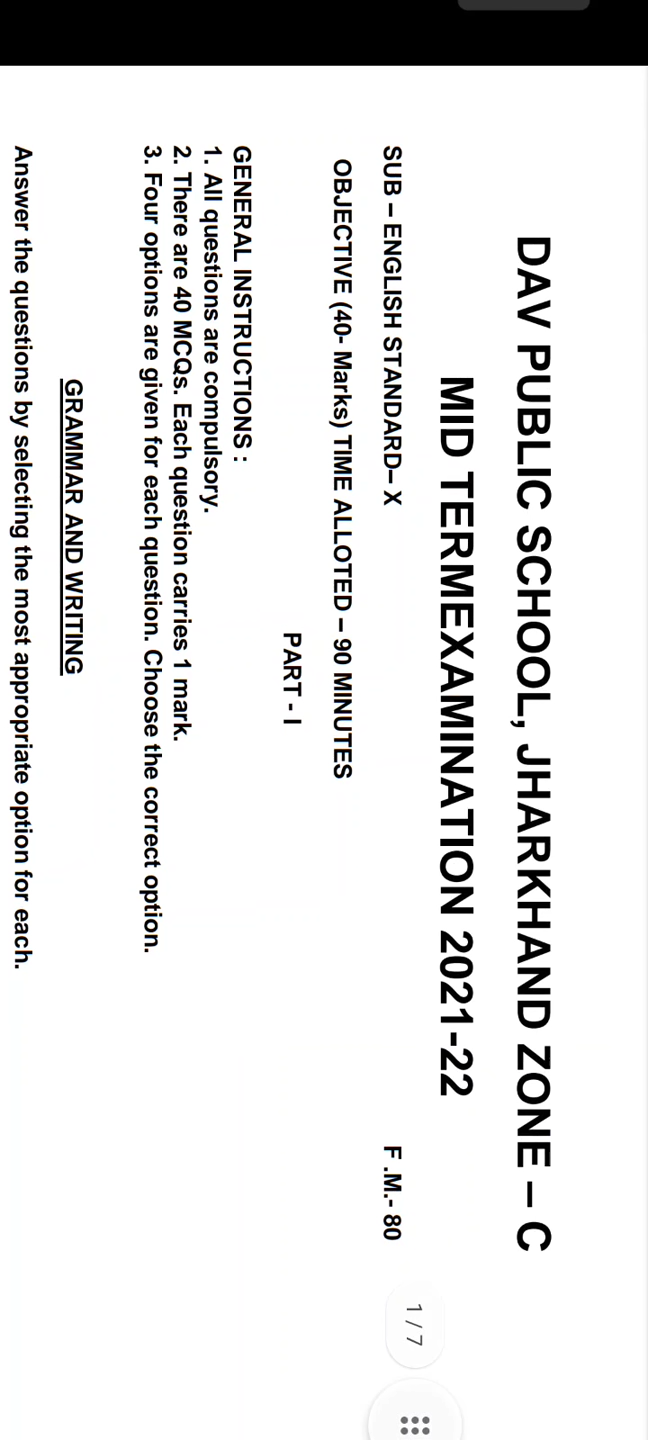 DAV PUBLIC SCHOOL, JHARKHAND ZONE – C
MID TERMEXAMINATION 2021-22
SUB – ENGLISH STANDARD– X F .M.- 80
OBJECTIVE (40- Marks) TIME ALLOTED – 90 MINUTES
PART - I
GENERAL INSTRUCTIONS :
1. All questions are compulsory.
2. There are 40 MCQs. Each question carries 1 mark.
3. Four options are given for each question. Choose the correct option.
GRAMMAR AND WRITING
Answer the questions by selecting the most appropriate option for each.
1 / 7